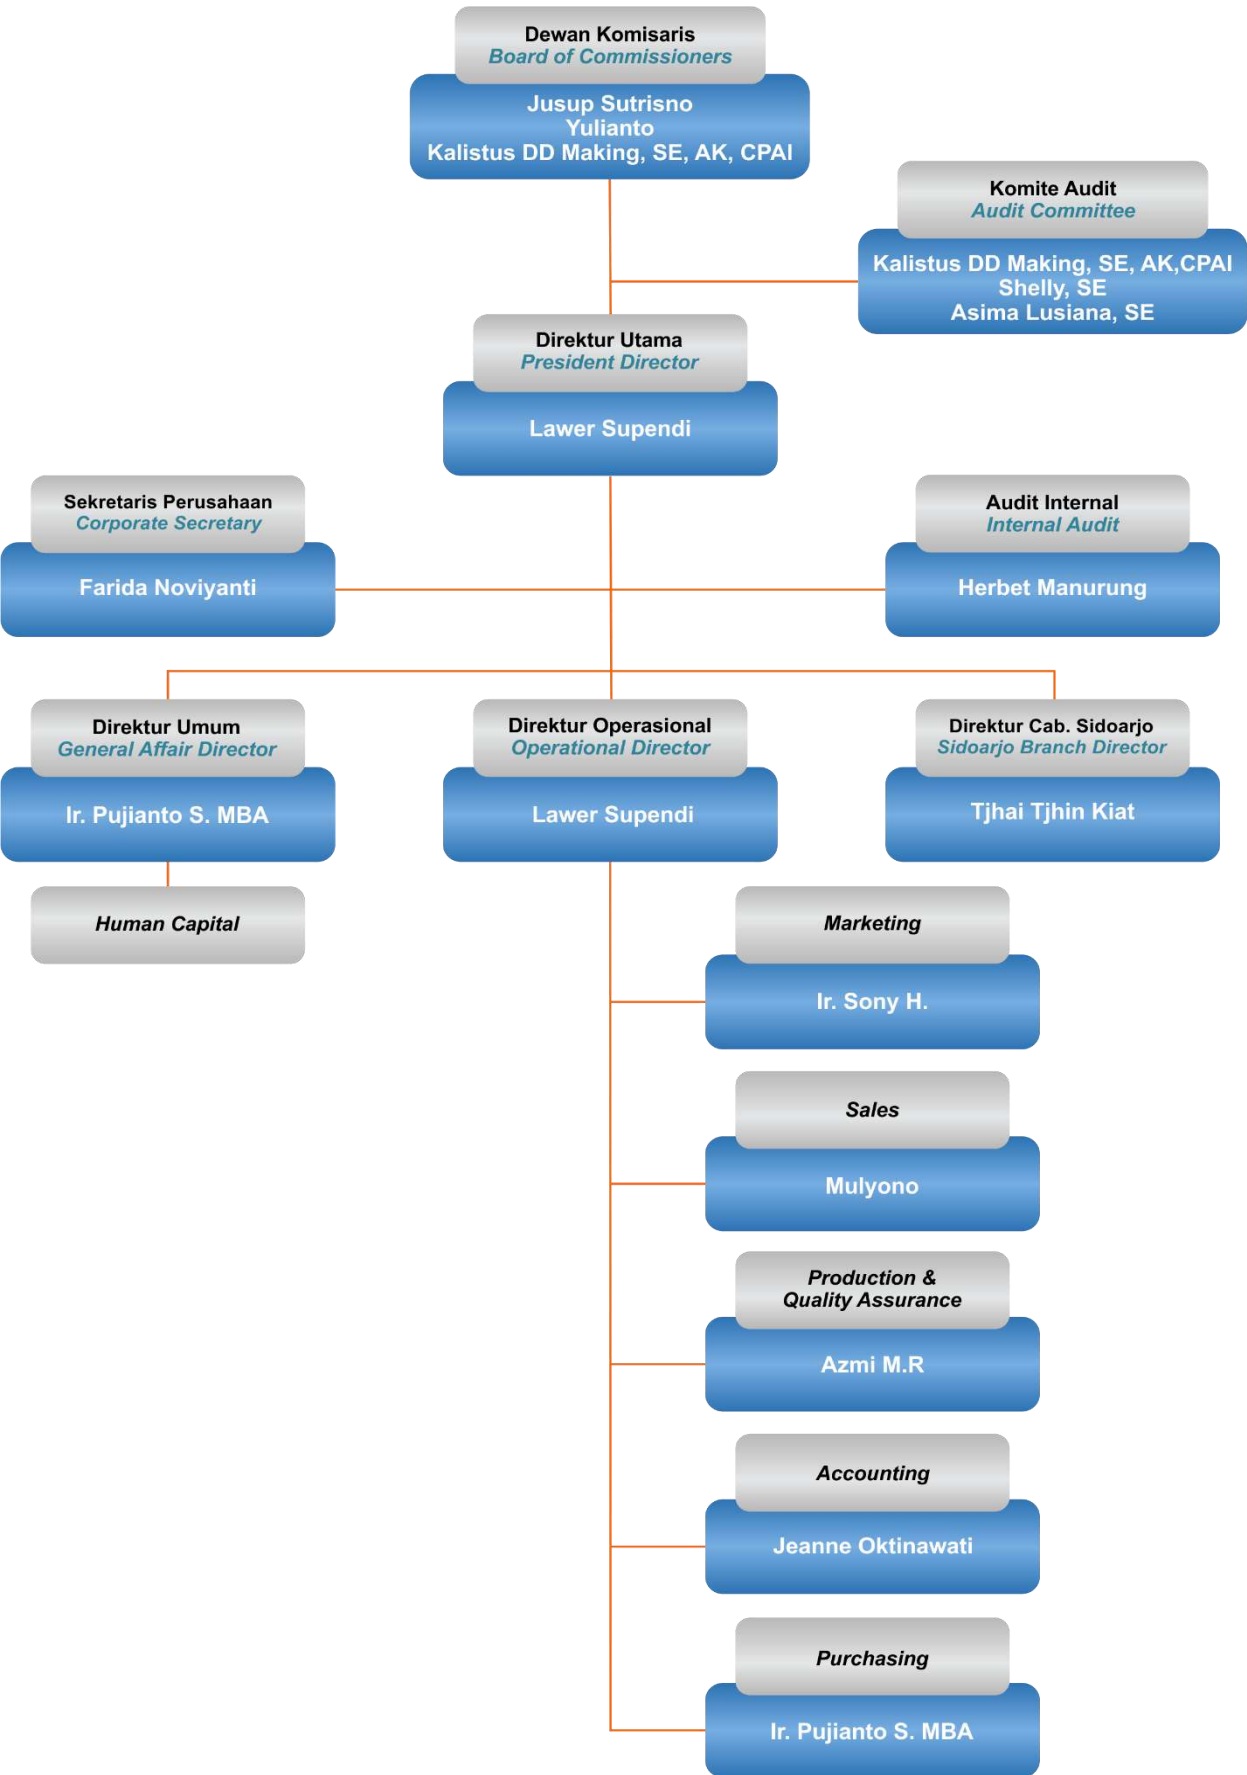 Dewan Komisaris
Board of Commissioners
Jusup Sutrisno
Yulianto
Kalistus DD Making, SE, AK, CPAI
Komite Audit
Audit Committee
Kalistus DD Making, SE, AK,CPAI
Shelly, SE
Asima Lusiana, SE
Direktur Utama
President Director
Lawer Supendi
Sekretaris Perusahaan
Corporate Secretary
Farida Noviyanti
Audit Internal
Internal Audit
Herbet Manurung
Direktur Umum
General Affair Director
Ir. Pujianto S. MBA
Human Capital
Direktur Operasional
Operational Director
Lawer Supendi
Direktur Cab. Sidoarjo
Sidoarjo Branch Director
Tjhai Tjhin Kiat
Marketing
Ir. Sony H.
Sales
Mulyono
Production &
Quality Assurance
Azmi M.R
Accounting
Jeanne Oktinawati
Purchasing
Ir. Pujianto S. MBA